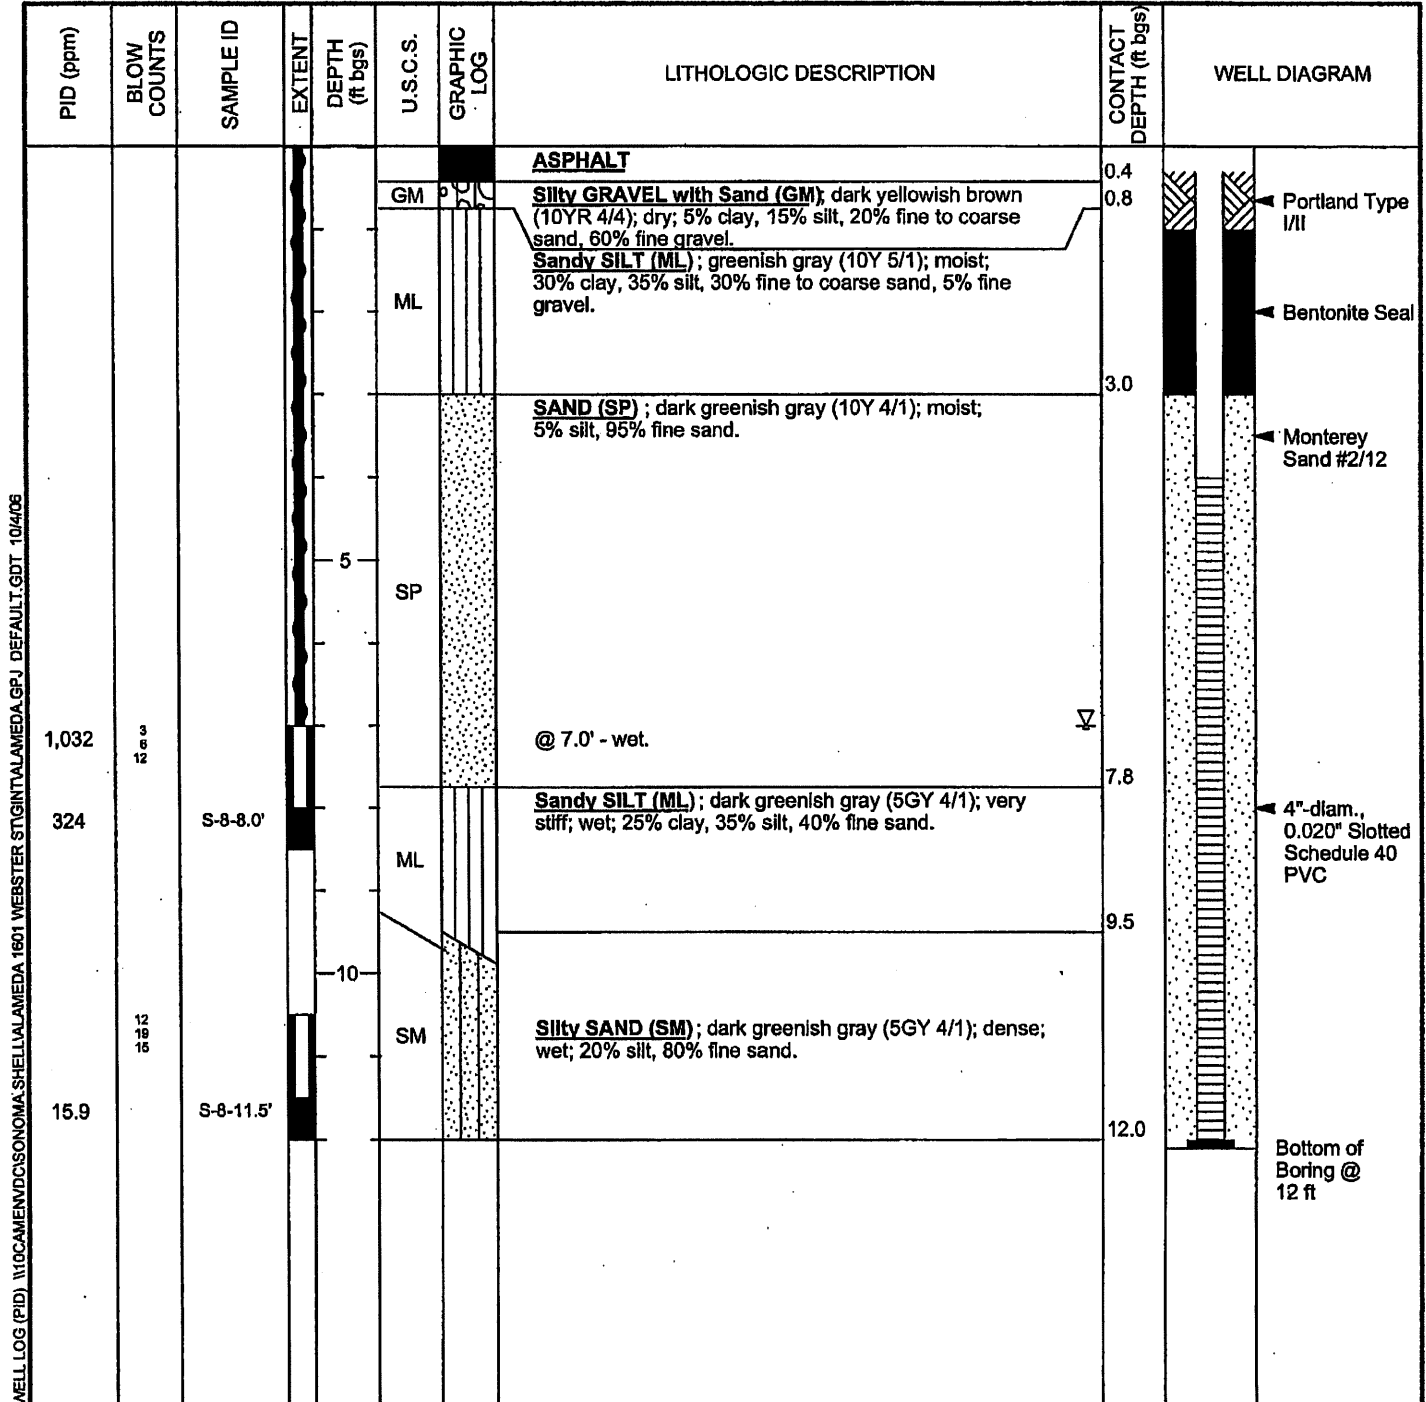 PID (ppm)
BLOW
COUNTS
SAMPLE ID
EXTENT
DEPTH
(ft bgs)
U.S.C.S.
GRAPHIC
LOG
LITHOLOGIC DESCRIPTION
CONTACT
DEPTH (ft bgs)
WELL DIAGRAM
ASPHALT
0.4
GM
Silty GRAVEL with Sand (GM); dark yellowish brown
(10YR 4/4); dry; 5% clay, 15% silt, 20% fine to coarse
sand, 60% fine gravel.
0.8
Portland Type
I/II
ML
Sandy SILT (ML); greenish gray (10Y 5/1); moist;
30% clay, 35% silt, 30% fine to coarse sand, 5% fine
gravel.
Bentonite Seal
3.0
SAND (SP) ; dark greenish gray (10Y 4/1); moist;
5% silt, 95% fine sand.
Monterey
Sand #2/12
5
SP
1,032
3
6
12
@ 7.0' - wet.
7.8
324
S-8-8.0'
ML
Sandy SILT (ML); dark greenish gray (5GY 4/1); very
stiff; wet; 25% clay, 35% silt, 40% fine sand.
4"-diam.,
0.020" Slotted
Schedule 40
PVC
9.5
10
12
19
15
SM
Silty SAND (SM); dark greenish gray (5GY 4/1); dense;
wet; 20% silt, 80% fine sand.
15.9
S-8-11.5'
12.0
Bottom of
Boring @
12 ft
WELL LOG (PID) \\10CAMENVDC\SONOMA.SHELL\ALAMEDA 1601 WEBSTER ST\GINT\ALAMEDA.GPJ DEFAULT.GDT 10/4/06